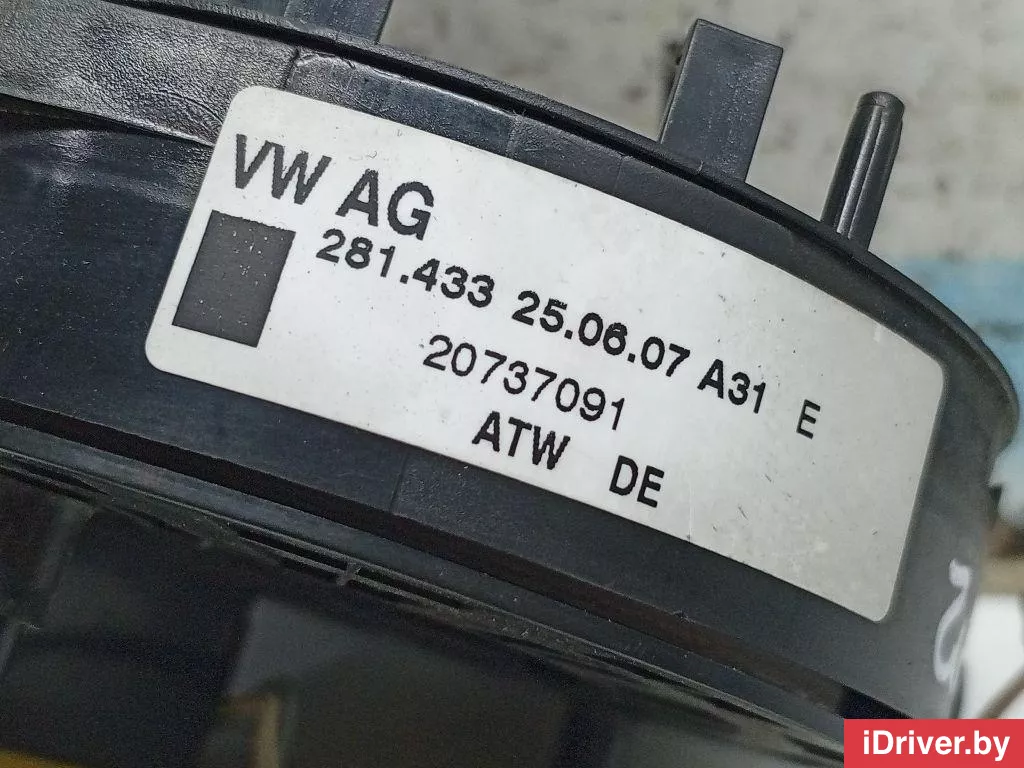 VW AG
281.433 25.06.07 A31 E
20737091
ATW DE
iDriver.by